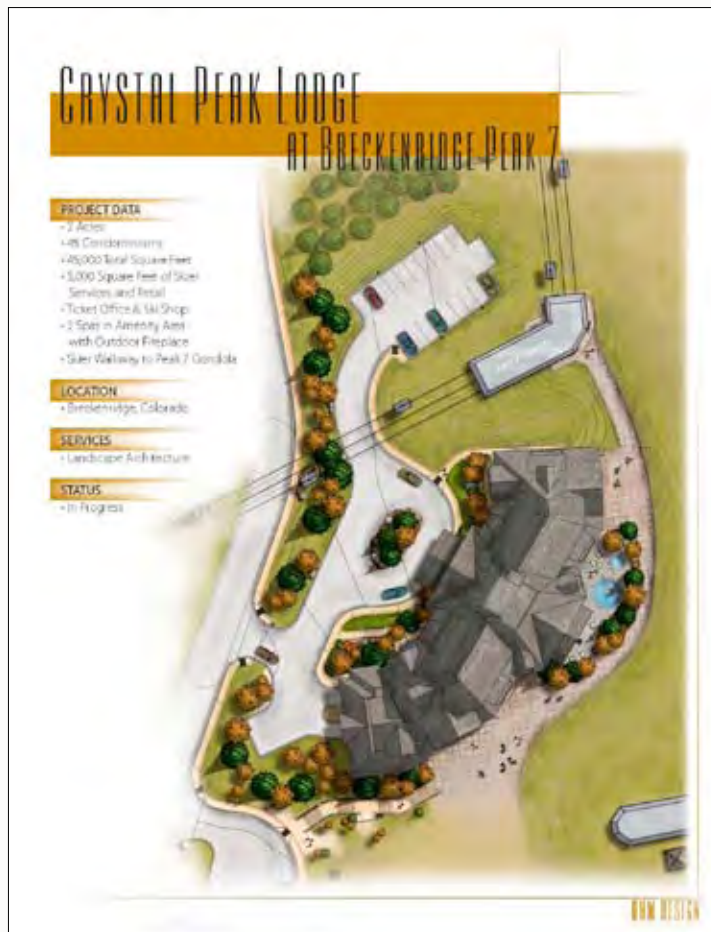 CRYSTAL PEAK LODGE
AT BRECKENRIDGE PEAK 7
PROJECT DATA
• 2 Acres
• 45 Condominiums
• 45,000 Total Square Feet
• 5,000 Square Feet of Skier
Services and Retail
• Ticket Office & Ski Shop
• 2 Spas in Amenity Area
with Outdoor Fireplace
• Skier Walkway to Peak 7 Gondola
LOCATION
• Breckenridge, Colorado
SERVICES
• Landscape Architecture
STATUS
• In Progress
DESIGN